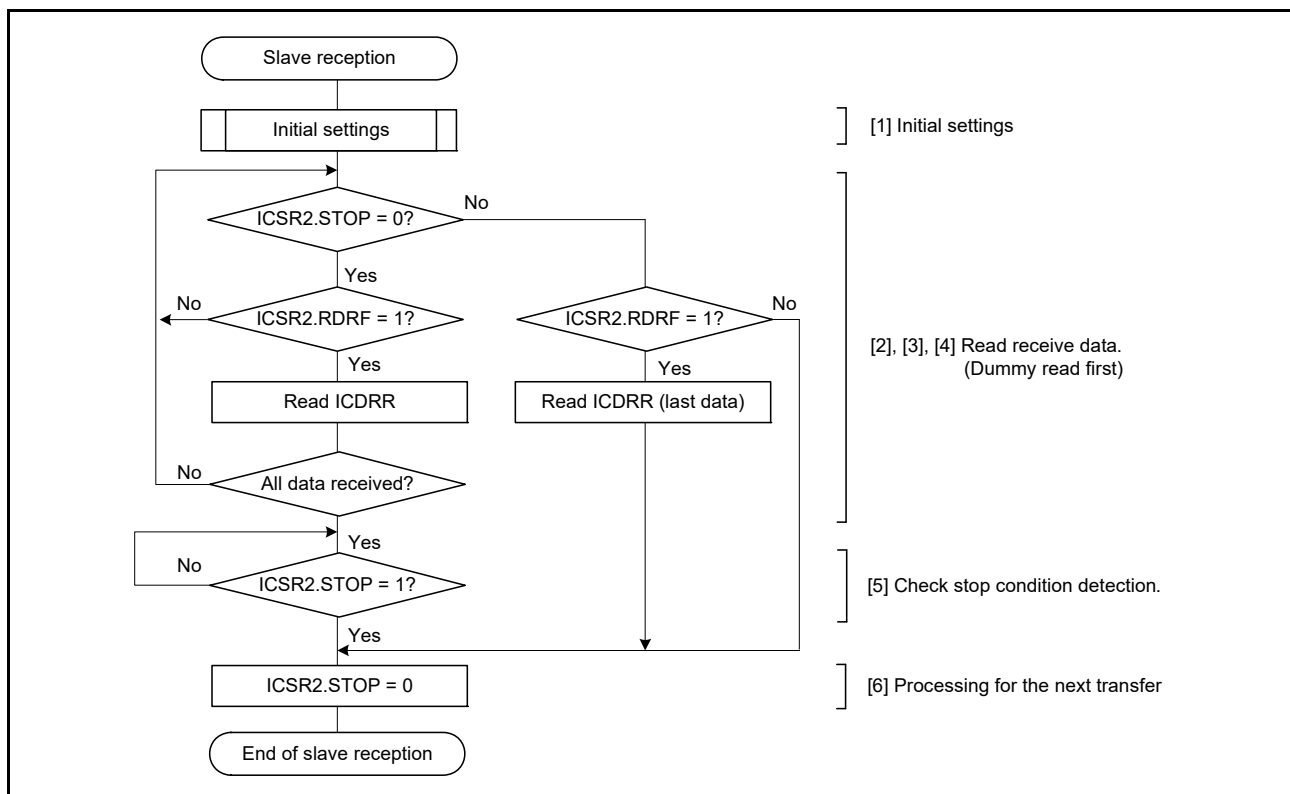 Slave reception
Initial settings
[1] Initial settings
ICSR2.STOP = 0?
No
Yes
No
ICSR2.RDRF = 1?
ICSR2.RDRF = 1?
No
[2], [3], [4] Read receive data.
(Dummy read first)
Yes
Yes
Read ICDRR
Read ICDRR (last data)
No
All data received?
Yes
No
ICSR2.STOP = 1?
[5] Check stop condition detection.
Yes
ICSR2.STOP = 0
[6] Processing for the next transfer
End of slave reception